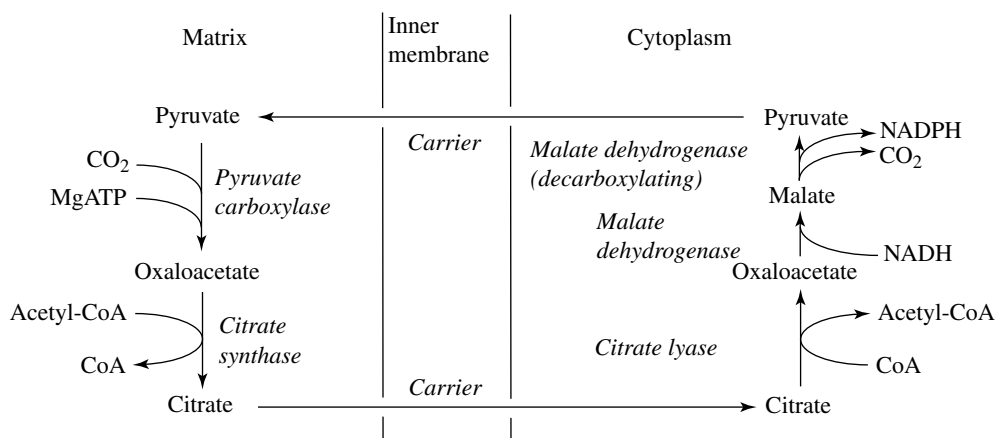 Matrix
Inner
membrane
Cytoplasm
Pyruvate
Carrier
Pyruvate
NADPH
CO₂
Malate dehydrogenase
(decarboxylating)
CO₂
MgATP
Pyruvate
carboxylase
Malate
Malate
dehydrogenase
NADH
Oxaloacetate
Oxaloacetate
Acetyl-CoA
CoA
Citrate
synthase
Citrate lyase
Acetyl-CoA
CoA
Citrate
Carrier
Citrate